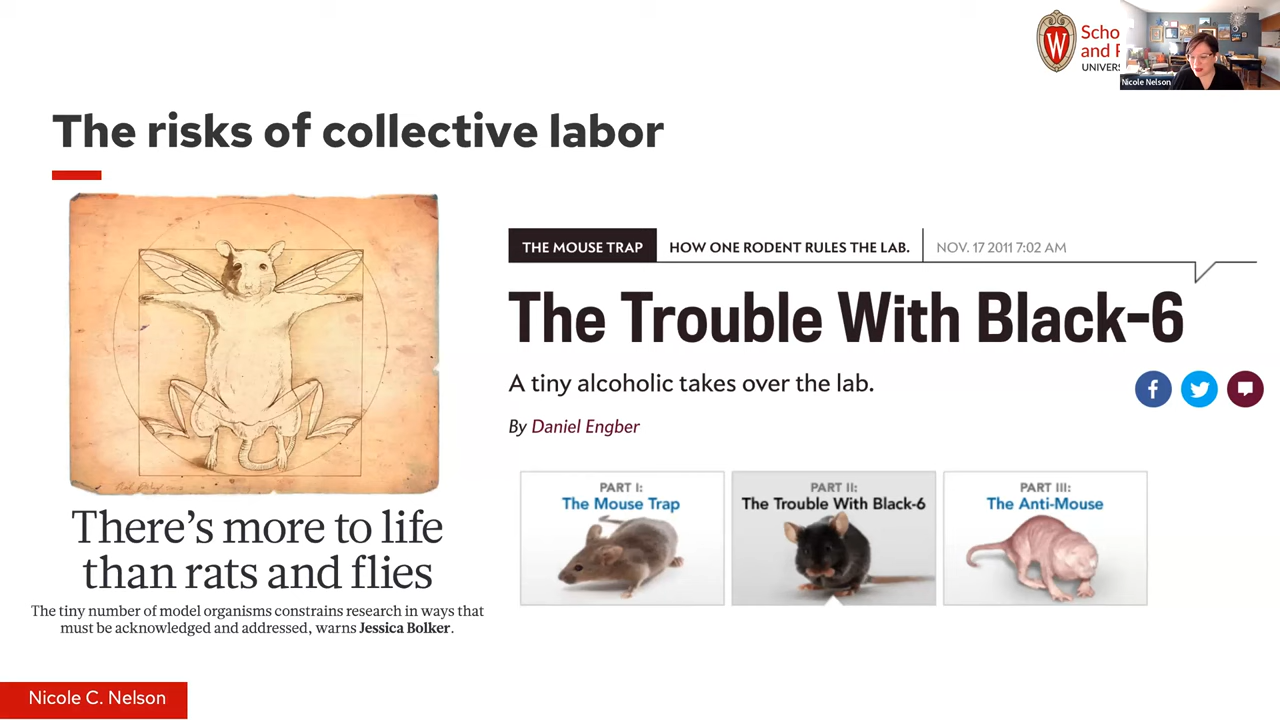 Scho
and
UNIVERS
Nicole Nelson
The risks of collective labor
There's more to life
than rats and flies
The tiny number of model organisms constrains research in ways that
must be acknowledged and addressed, warns Jessica Bolker.
THE MOUSE TRAP HOW ONE RODENT RULES THE LAB. NOV. 17 2011 7:02 AM
The Trouble With Black-6
A tiny alcoholic takes over the lab.
By Daniel Engber
PART I:
The Mouse Trap
PART II:
The Trouble With Black-6
PART III:
The Anti-Mouse
Nicole C. Nelson